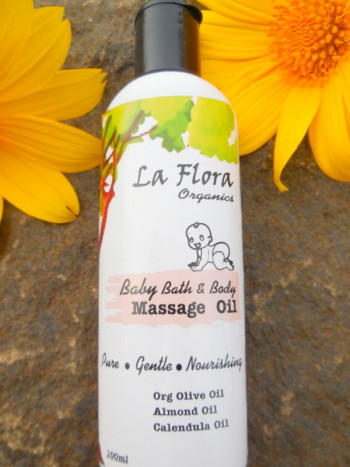 La Flora
Organics
Baby Bath & Body
Massage Oil
Pure • Gentle • Nourishing
Org Olive Oil
Almond Oil
Calendula Oil
100ml